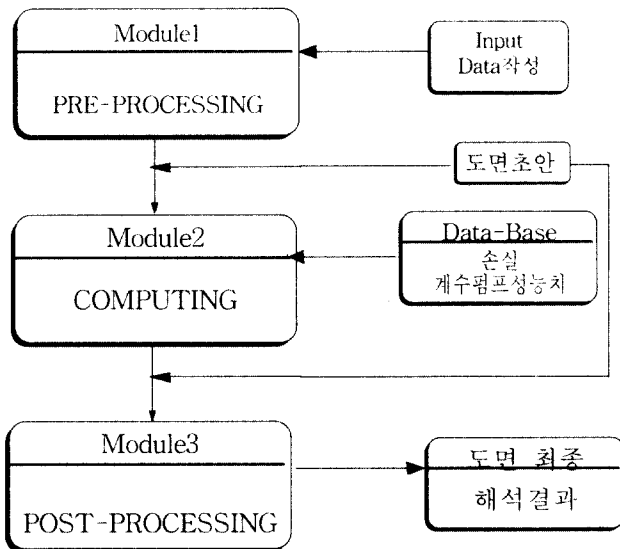 Module1
PRE-PROCESSING
Input
Data작성
도면초안
Module2
COMPUTING
Data-Base
손실
계수펌프성능치
Module3
POST-PROCESSING
도면 최종
해석결과